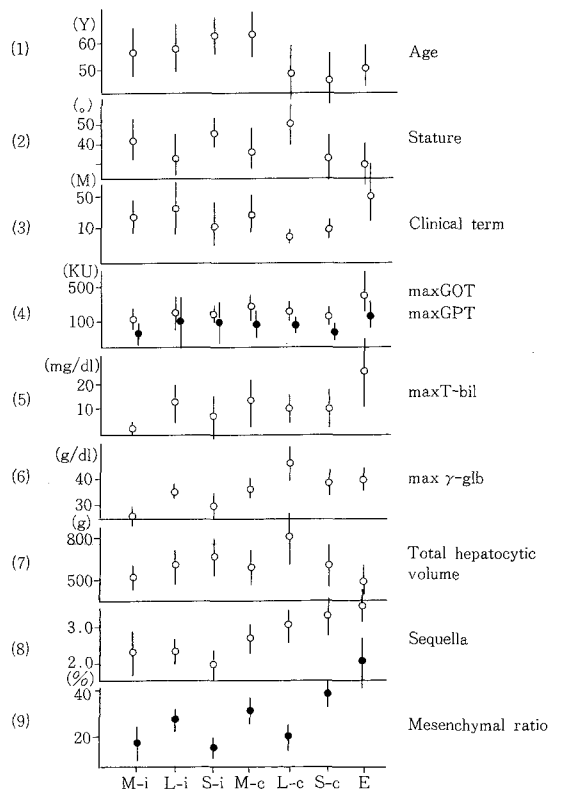 (Y)
(1) 60 Age
50
(。)
50
(2) 40 Stature
(M)
50
(3) 10 Clinical term
(KU)
500 maxGOT
(4) 100 maxGPT
(mg/dl)
20 maxT-bil
(5) 10
(g/dl)
(6) 40 max γ-glb
30
(g)
800
(7) Total hepatocytic
500 volume
3.0 Sequella
(8)
2.0
(%)
40
(9) Mesenchymal ratio
20
M-i L-i S-i M-c L-c S-c E